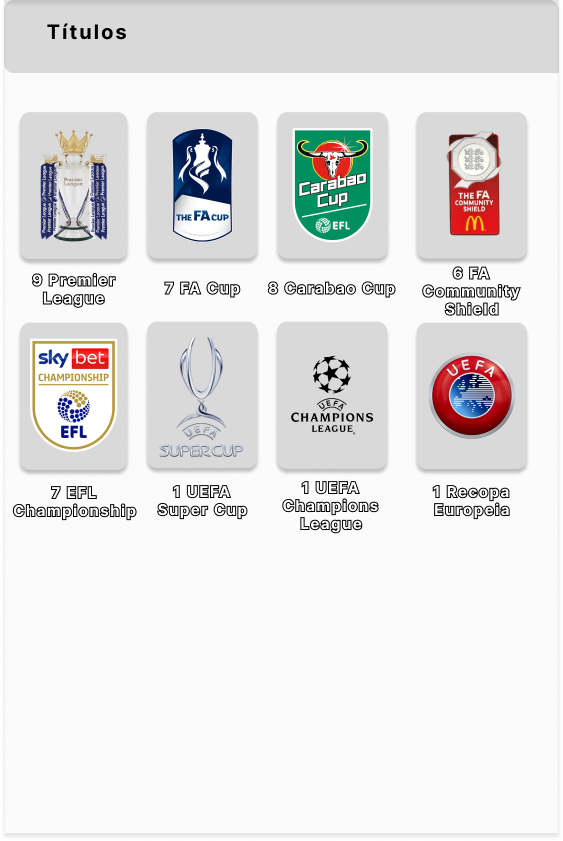 Títulos
Premier
League
THE FA CUP
Carabao
Cup
EFL
THE FA
COMMUNITY
SHIELD
9 Premier
League
7 FA Cup
8 Carabao Cup
6 FA
Community
Shield
sky bet
CHAMPIONSHIP
EFL
UEFA
SUPERCUP
UEFA
CHAMPIONS
LEAGUE
UEFA
7 EFL
Championship
1 UEFA
Super Cup
1 UEFA
Champions
League
1 Recopa
Europeia